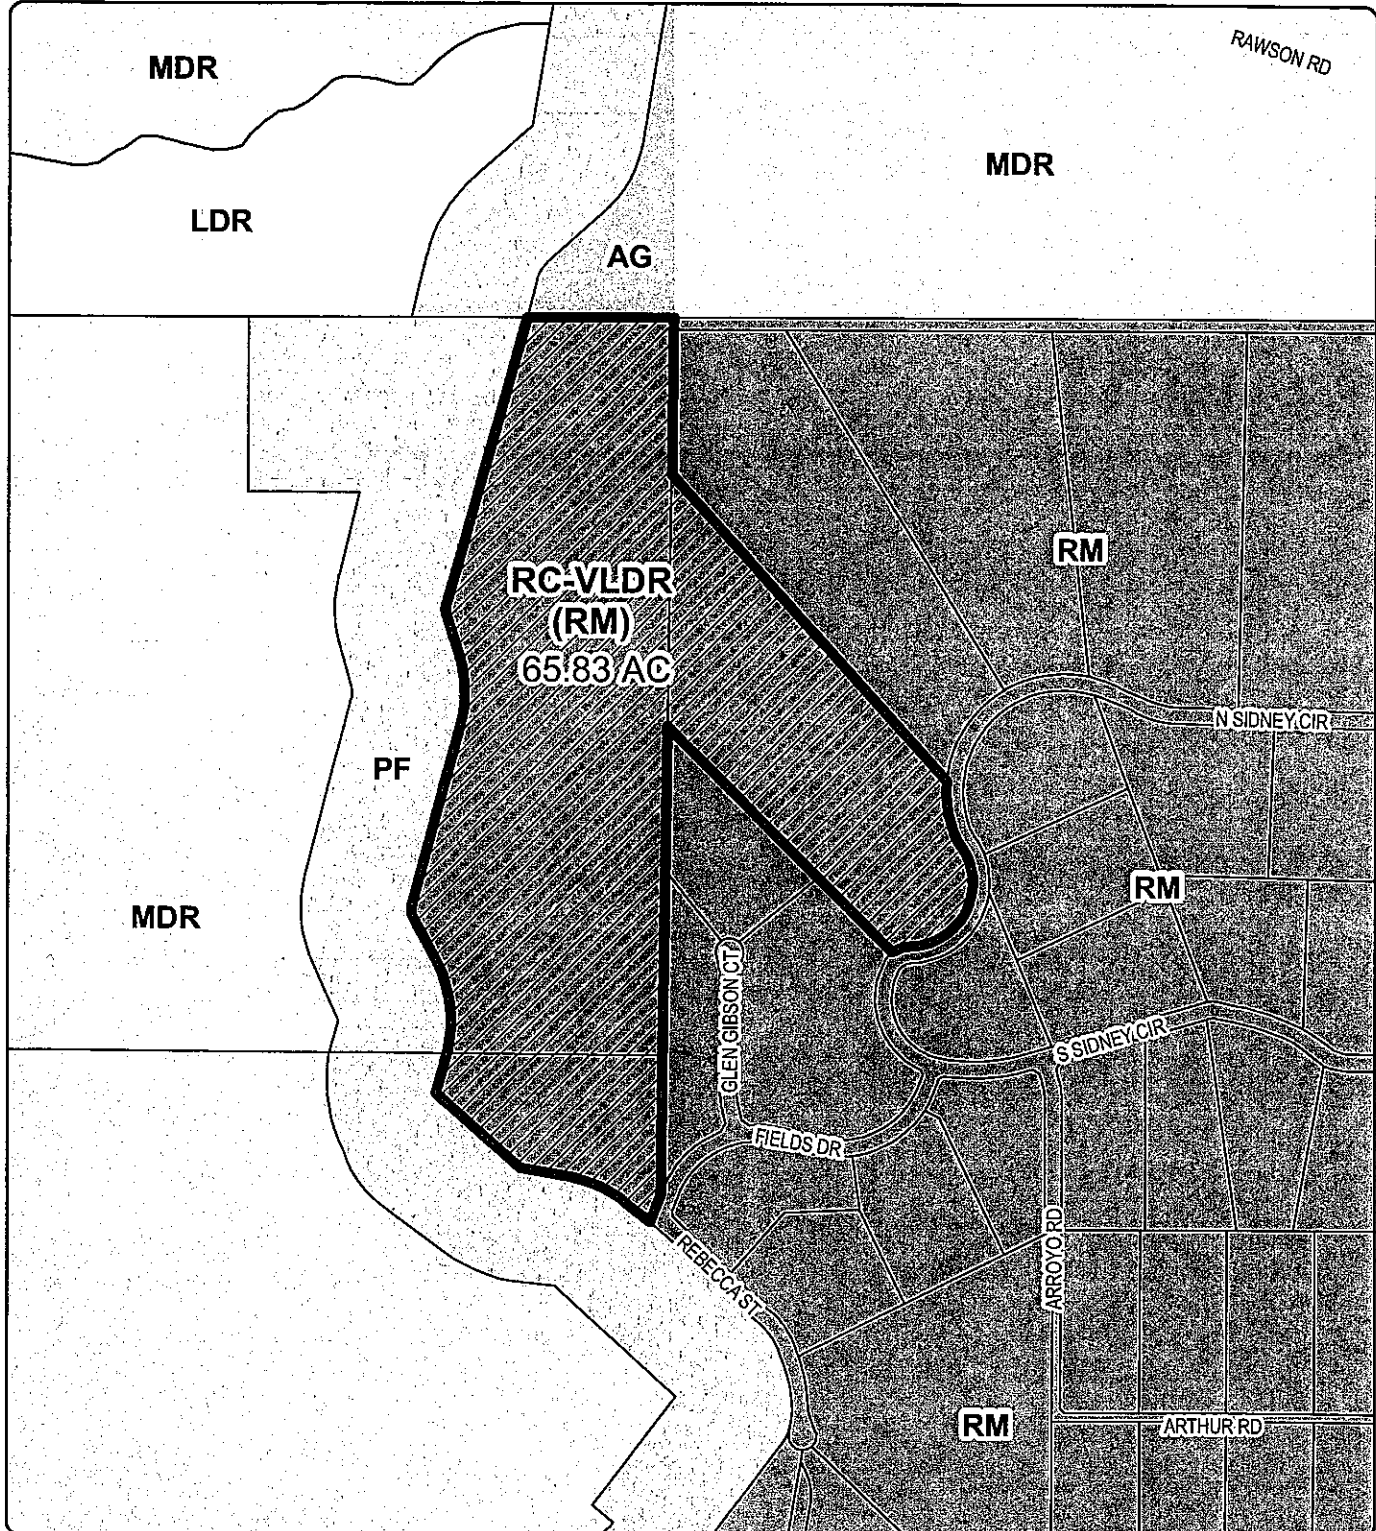 RAWSON RD
MDR
MDR
LDR
AG
RM
RC-VLDR
(RM)
65.83 AC
N SIDNEY CIR
PF
RM
MDR
GLEN GIBSON CT
S SIDNEY CIR
FIELDS DR
ARROYO RD
REBECCA ST
RM
ARTHUR RD